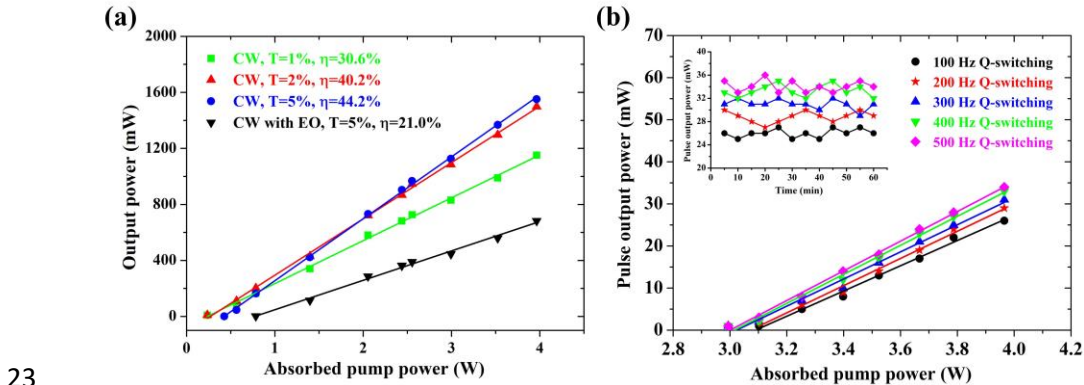 (a)
2000
1600
1200
800
400
0
Output power (mW)
CW, T=1%, η=30.6%
CW, T=2%, η=40.2%
CW, T=5%, η=44.2%
CW with EO, T=5%, η=21.0%
0 1 2 3 4
Absorbed pump power (W)
(b)
70
60
50
40
30
20
10
0
Pulse output power (mW)
40
36
32
28
24
20
Pulse output power (mW)
0 10 20 30 40 50 60
Time (min)
100 Hz Q-switching
200 Hz Q-switching
300 Hz Q-switching
400 Hz Q-switching
500 Hz Q-switching
2.8 3.0 3.2 3.4 3.6 3.8 4.0 4.2
Absorbed pump power (W)
23